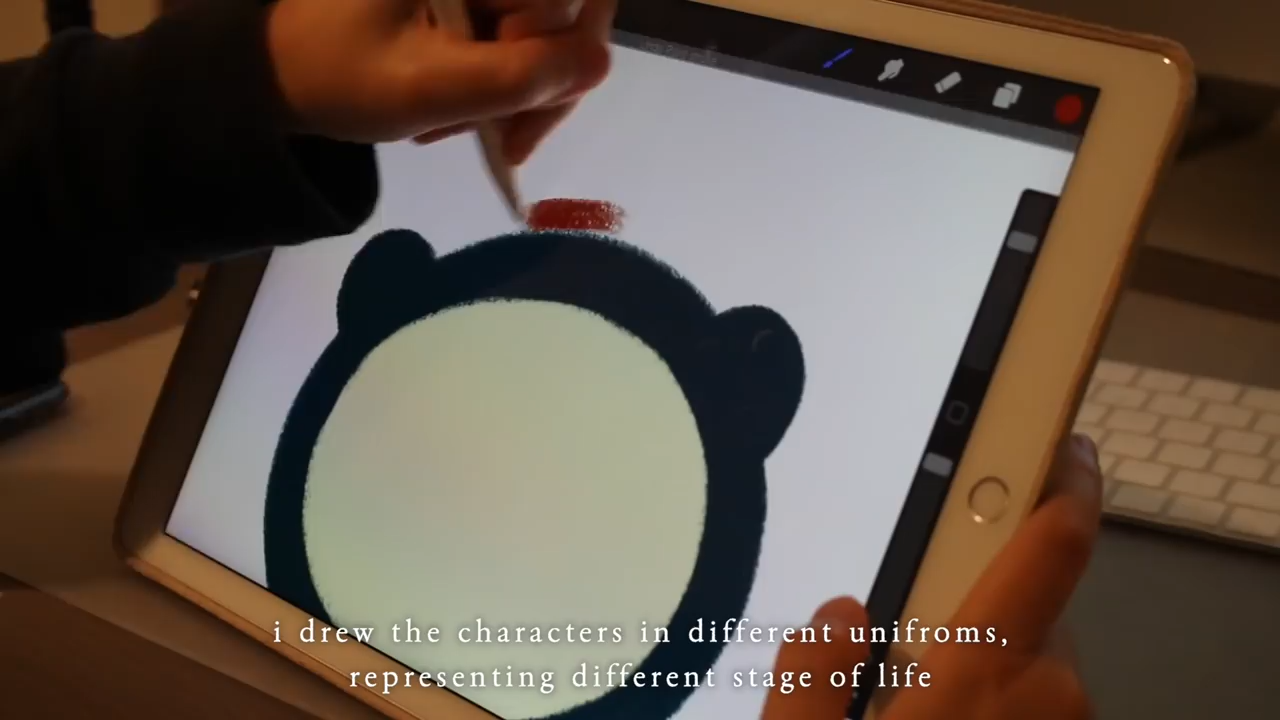 i drew the characters in different unifroms,
representing different stage of life